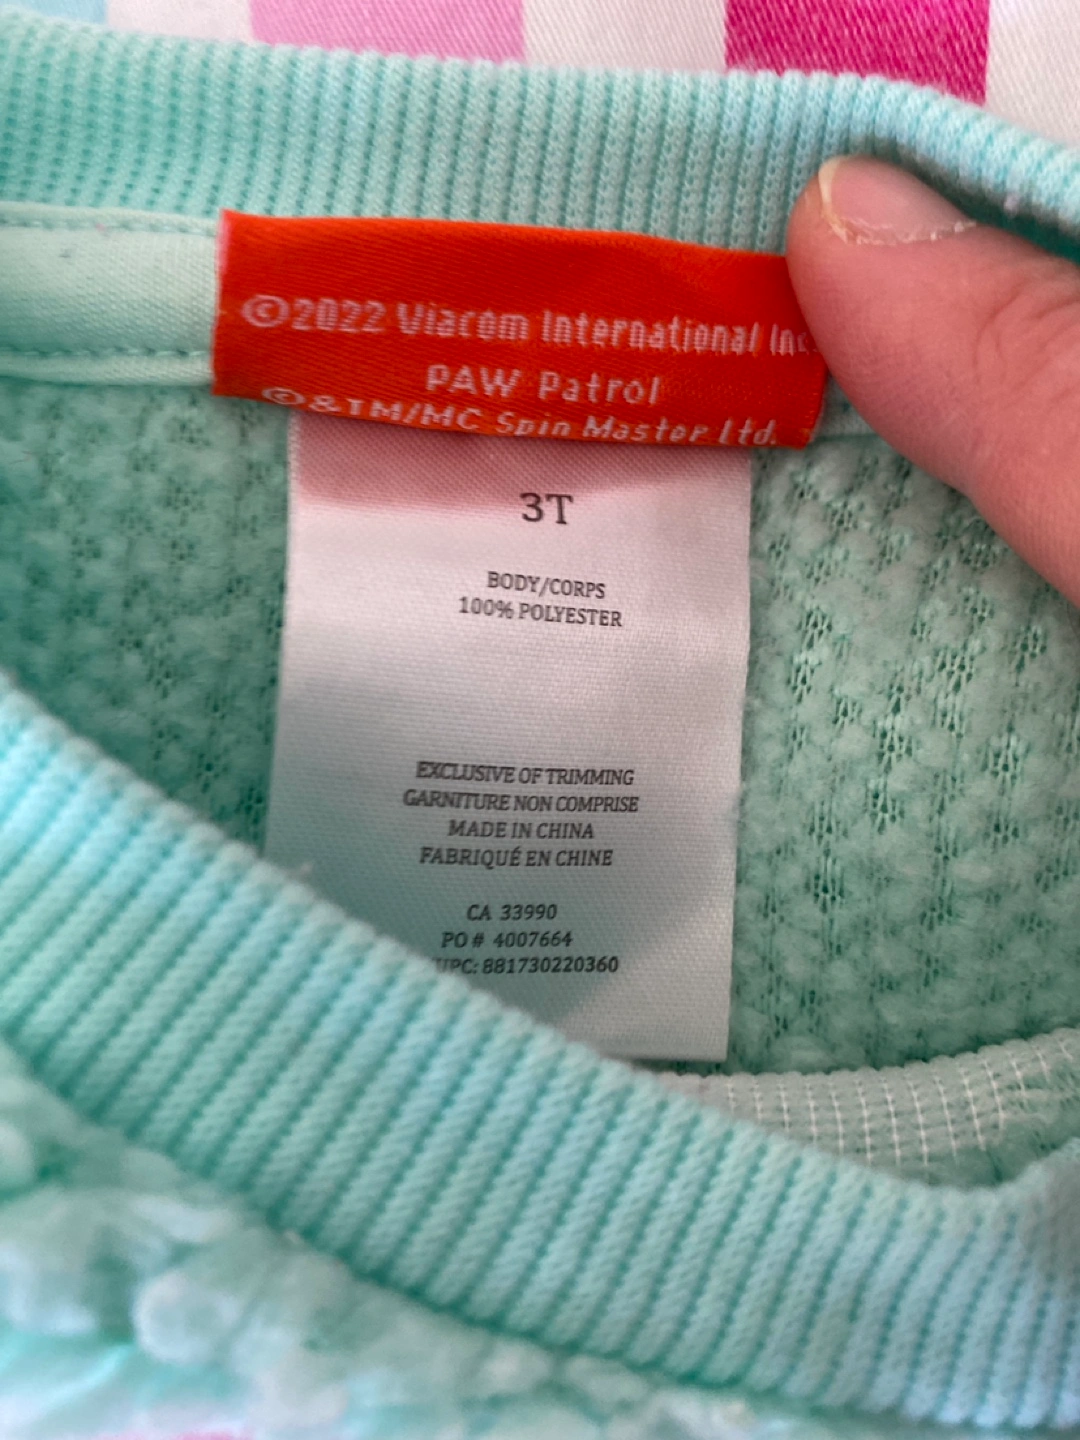 ©2022 Viacom International Inc.
PAW Patrol
©&TM/MC Spin Master Ltd.
3T
BODY/CORPS
100% POLYESTER
EXCLUSIVE OF TRIMMING
GARNITURE NON COMPRISE
MADE IN CHINA
FABRIQUÉ EN CHINE
CA 33990
PO # 4007664
UPC: 881730220360